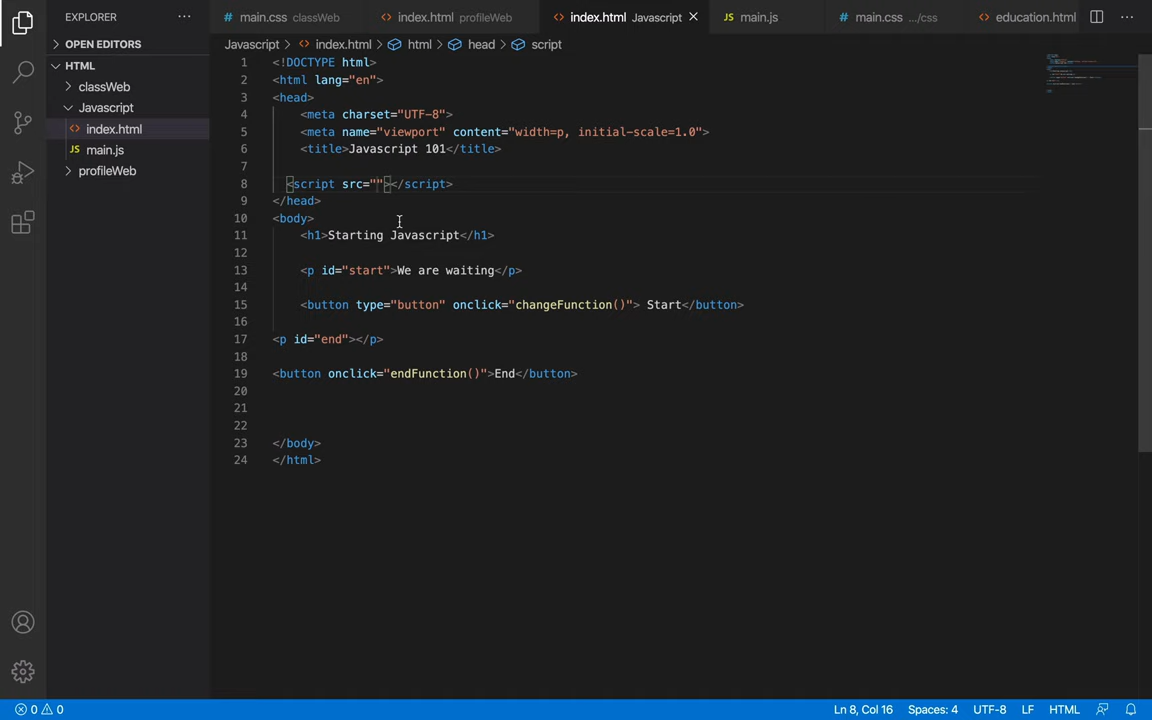 EXPLORER
main.css classWeb
index.html profileWeb
index.html Javascript
JS main.js
main.css .../css
education.html
OPEN EDITORS
HTML
classWeb
Javascript
index.html
JS main.js
profileWeb
Javascript > index.html > html > head > script
1 <!DOCTYPE html>
2 <html lang="en">
3 <head>
4 <meta charset="UTF-8">
5 <meta name="viewport" content="width=p, initial-scale=1.0">
6 <title>Javascript 101</title>
7
8 <script src=""></script>
9 </head>
10 <body>
11 <h1>Starting Javascript</h1>
12
13 <p id="start">We are waiting</p>
14
15 <button type="button" onclick="changeFunction()"> Start</button>
16
17 <p id="end"></p>
18
19 <button onclick="endFunction()">End</button>
20
21
22
23 </body>
24 </html>
0 0
Ln 8, Col 16
Spaces: 4
UTF-8
LF
HTML